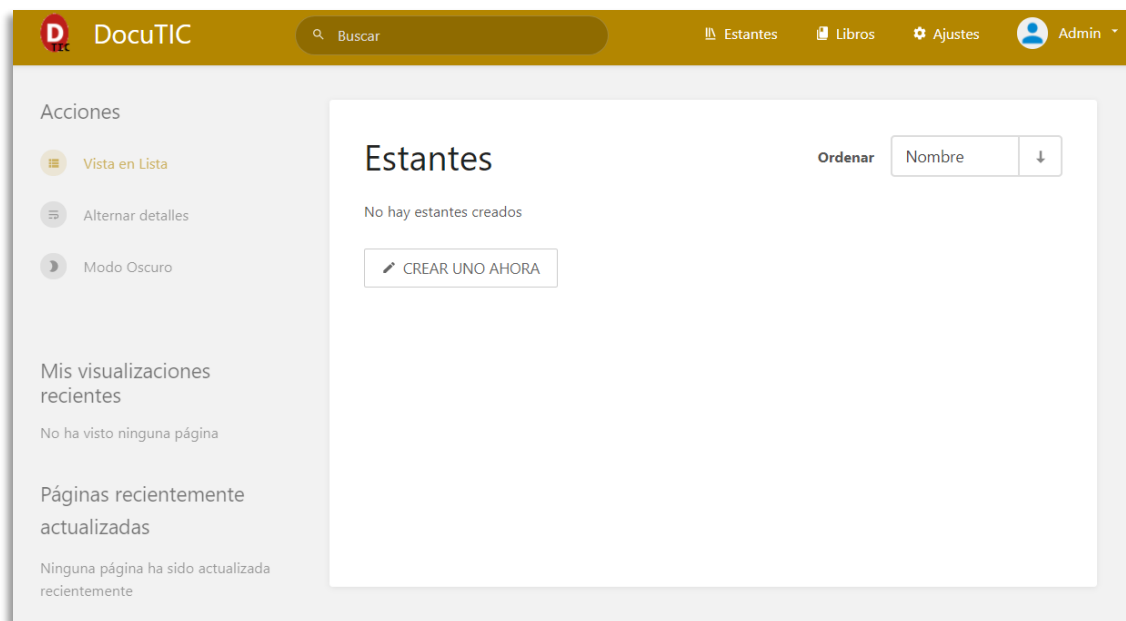 D
TIC
DocuTIC
Buscar
Estantes
Libros
Ajustes
Admin
Acciones
Vista en Lista
Alternar detalles
Modo Oscuro
Mis visualizaciones
recientes
No ha visto ninguna página
Páginas recientemente
actualizadas
Ninguna página ha sido actualizada
recientemente
Estantes
Ordenar
Nombre
No hay estantes creados
CREAR UNO AHORA